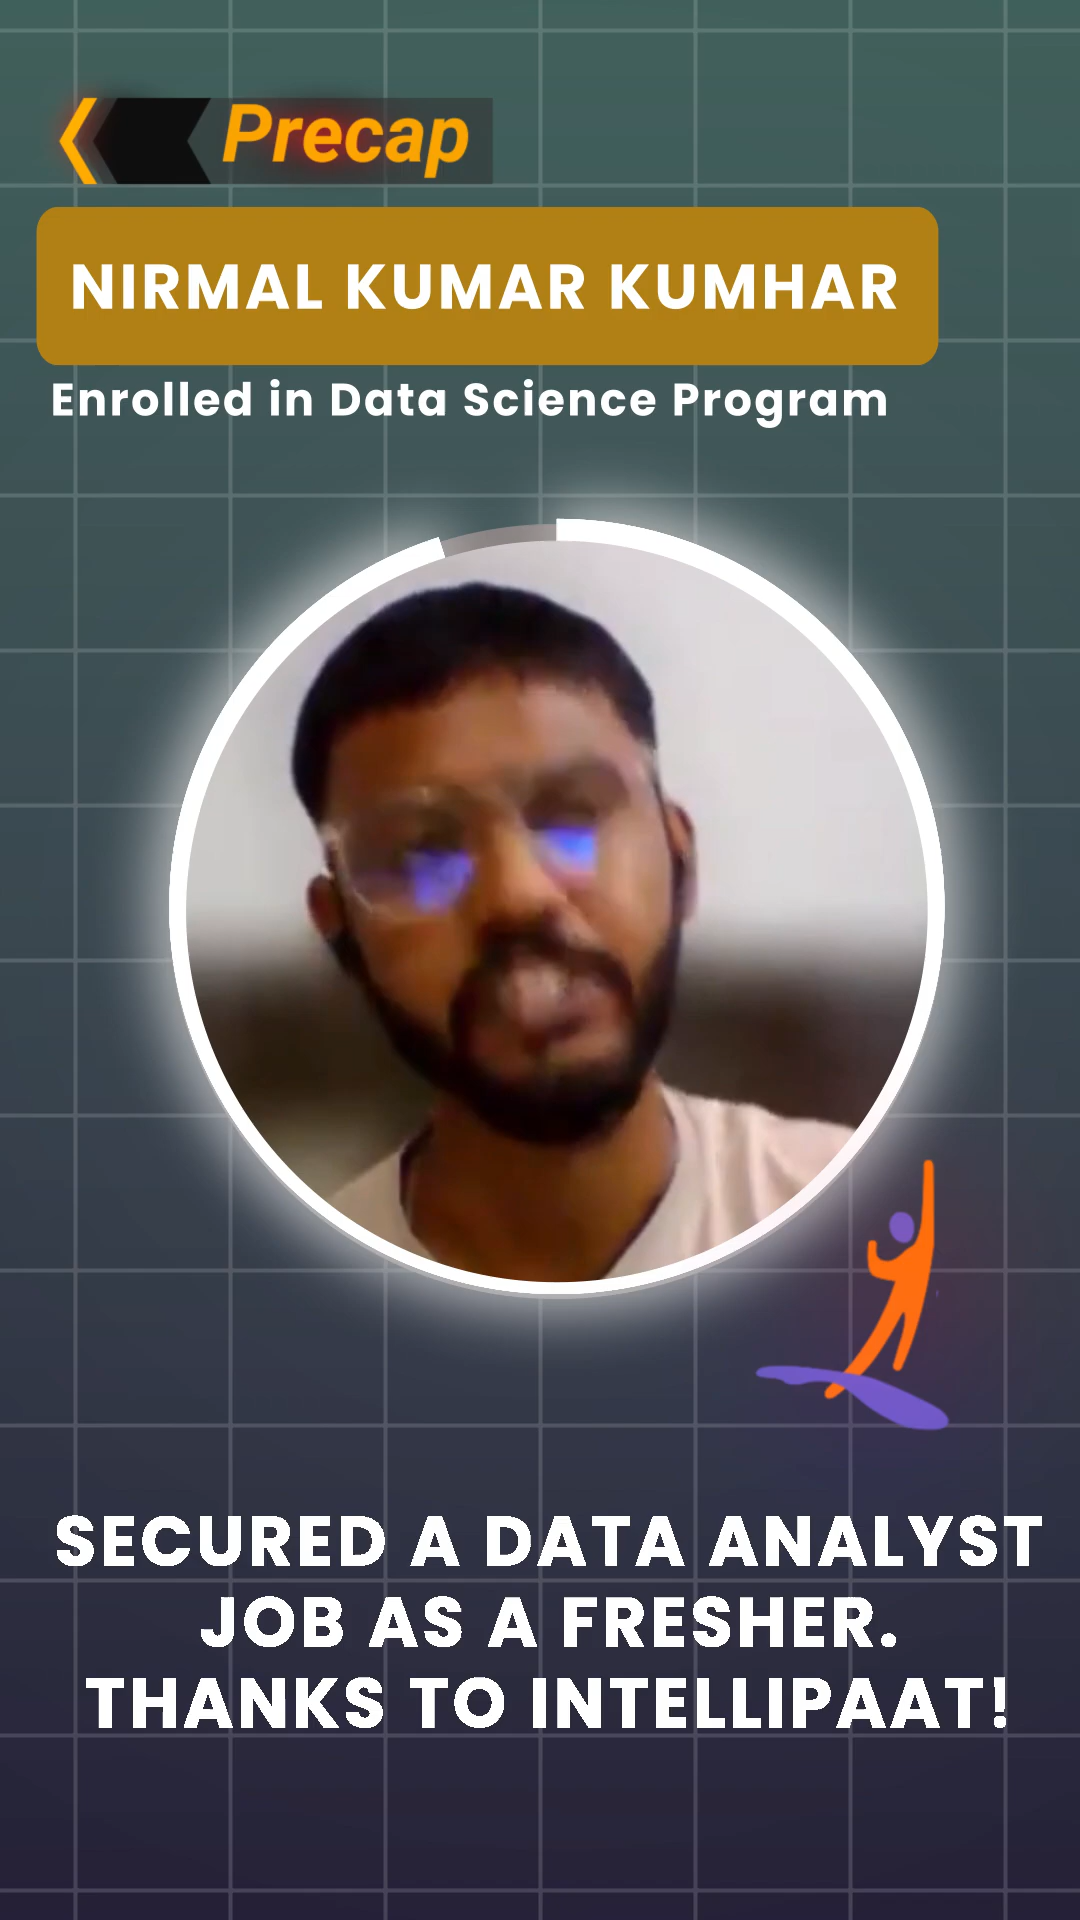 Precap
NIRMAL KUMAR KUMHAR
Enrolled in Data Science Program
SECURED A DATA ANALYST
JOB AS A FRESHER.
THANKS TO INTELLIPAAT!